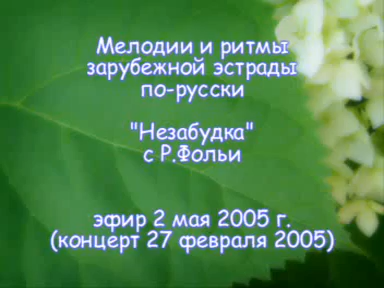 Мелодии и ритмы
зарубежной эстрады
по-русски
"Незабудка"
с Р.Фольи
эфир 2 мая 2005 г.
(концерт 27 февраля 2005)